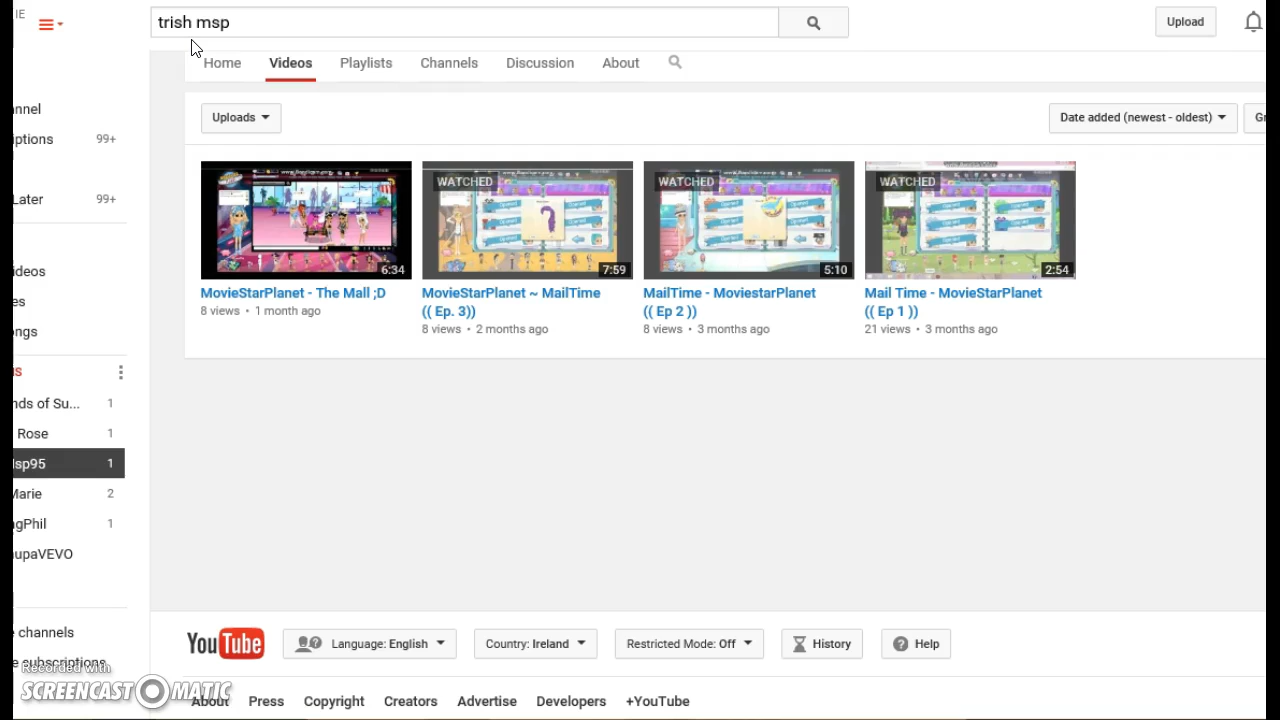 IE
trish msp
Upload
Home Videos Playlists Channels Discussion About
Uploads
Date added (newest - oldest)
nnel
iptions 99+
Later 99+
ideos
es
ongs
s
nds of Su... 1
Rose 1
sp95 1
Marie 2
gPhil 1
upaVEVO
e channels
e subscriptions
6:34
WATCHED
7:59
WATCHED
5:10
WATCHED
2:54
MovieStarPlanet - The Mall ;D
8 views • 1 month ago
MovieStarPlanet ~ MailTime
(( Ep. 3))
8 views • 2 months ago
MailTime - MoviestarPlanet
(( Ep 2 ))
8 views • 3 months ago
Mail Time - MovieStarPlanet
(( Ep 1 ))
21 views • 3 months ago
YouTube
Language: English
Country: Ireland
Restricted Mode: Off
History
Help
About Press Copyright Creators Advertise Developers +YouTube
Recorded with
SCREENCAST MATIC